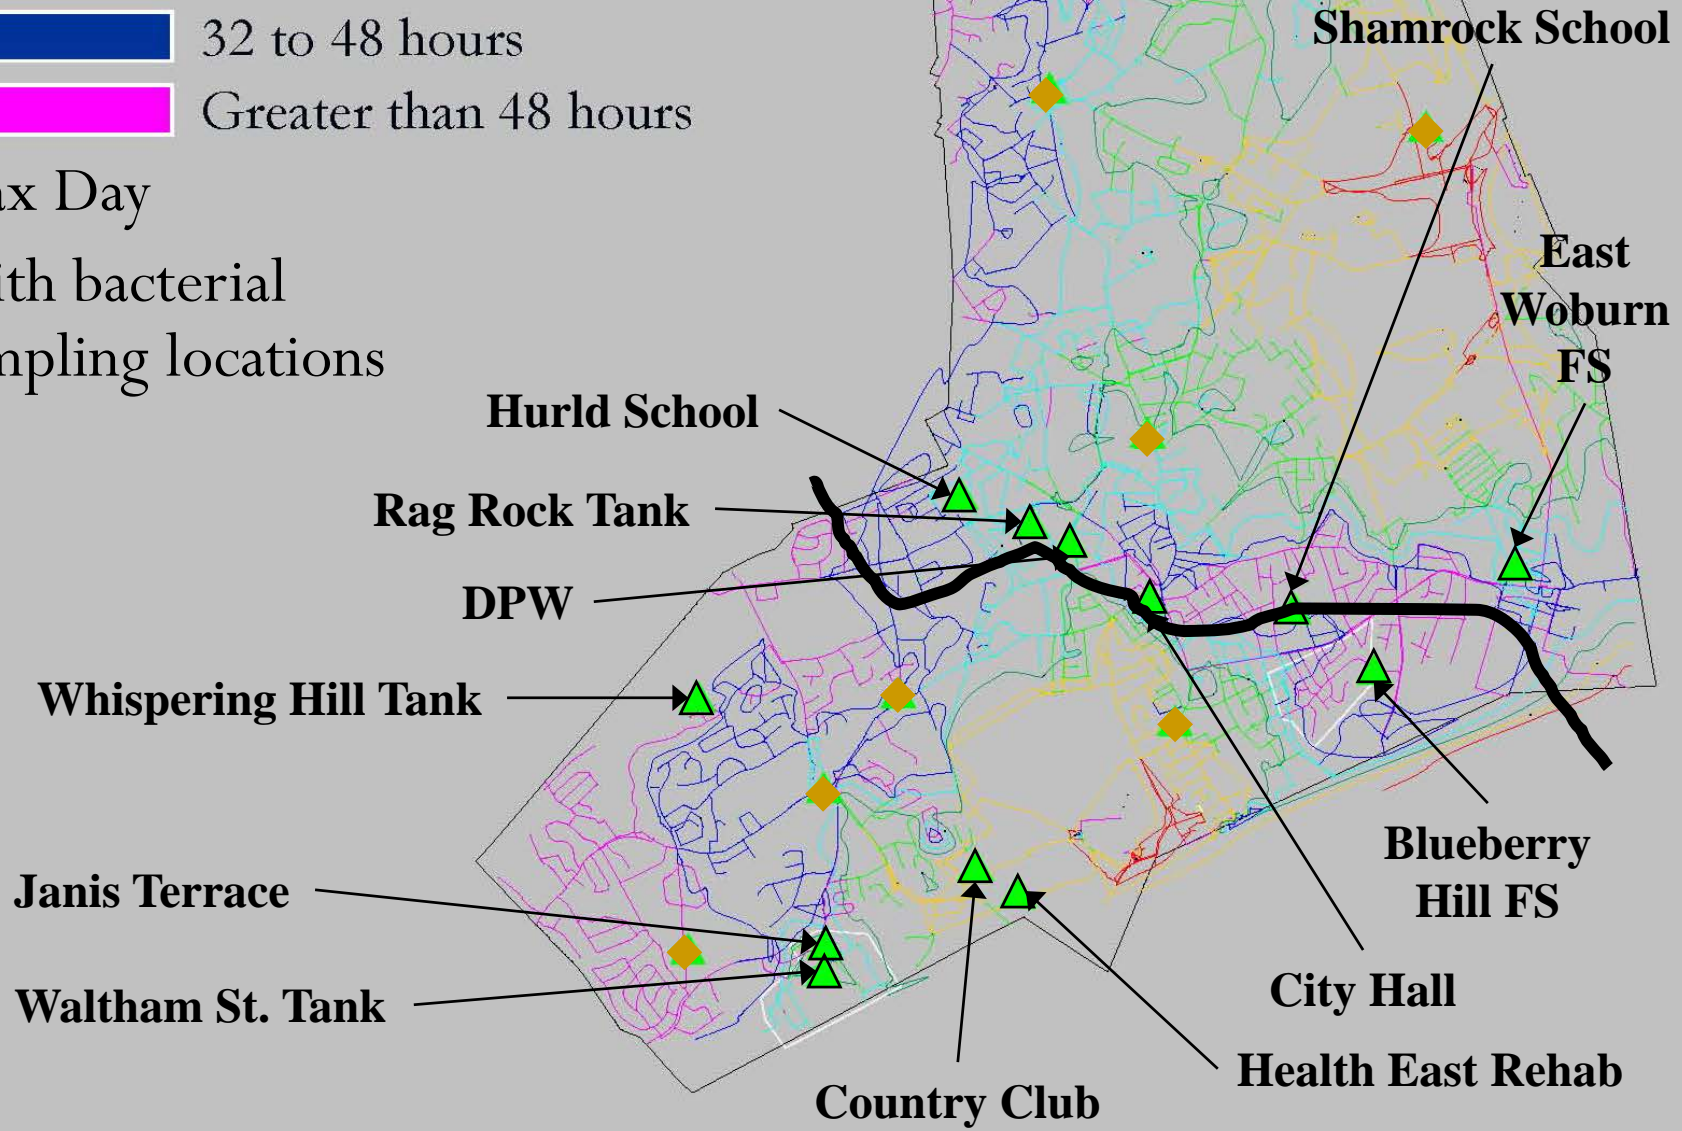 32 to 48 hours
Greater than 48 hours
ax Day
ith bacterial
mpling locations
Shamrock School
East
Woburn
FS
Hurld School
Rag Rock Tank
DPW
Whispering Hill Tank
Janis Terrace
Waltham St. Tank
Blueberry
Hill FS
City Hall
Health East Rehab
Country Club